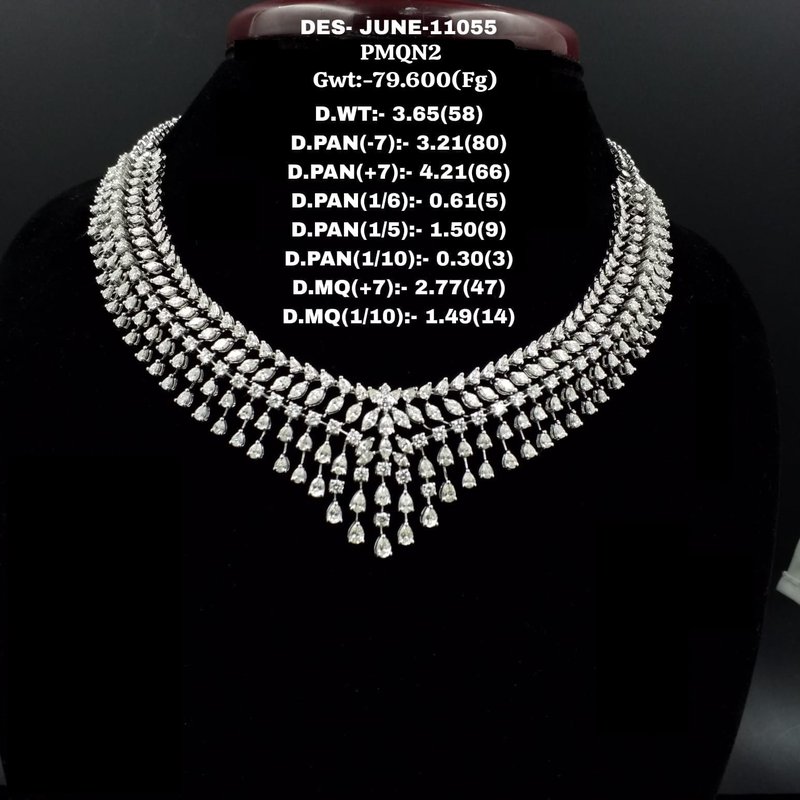 DES- JUNE-11055
PMQN2
Gwt:-79.600(Fg)
D.WT:- 3.65(58)
D.PAN(-7):- 3.21(80)
D.PAN(+7):- 4.21(66)
D.PAN(1/6):- 0.61(5)
D.PAN(1/5):- 1.50(9)
D.PAN(1/10):- 0.30(3)
D.MQ(+7):- 2.77(47)
D.MQ(1/10):- 1.49(14)